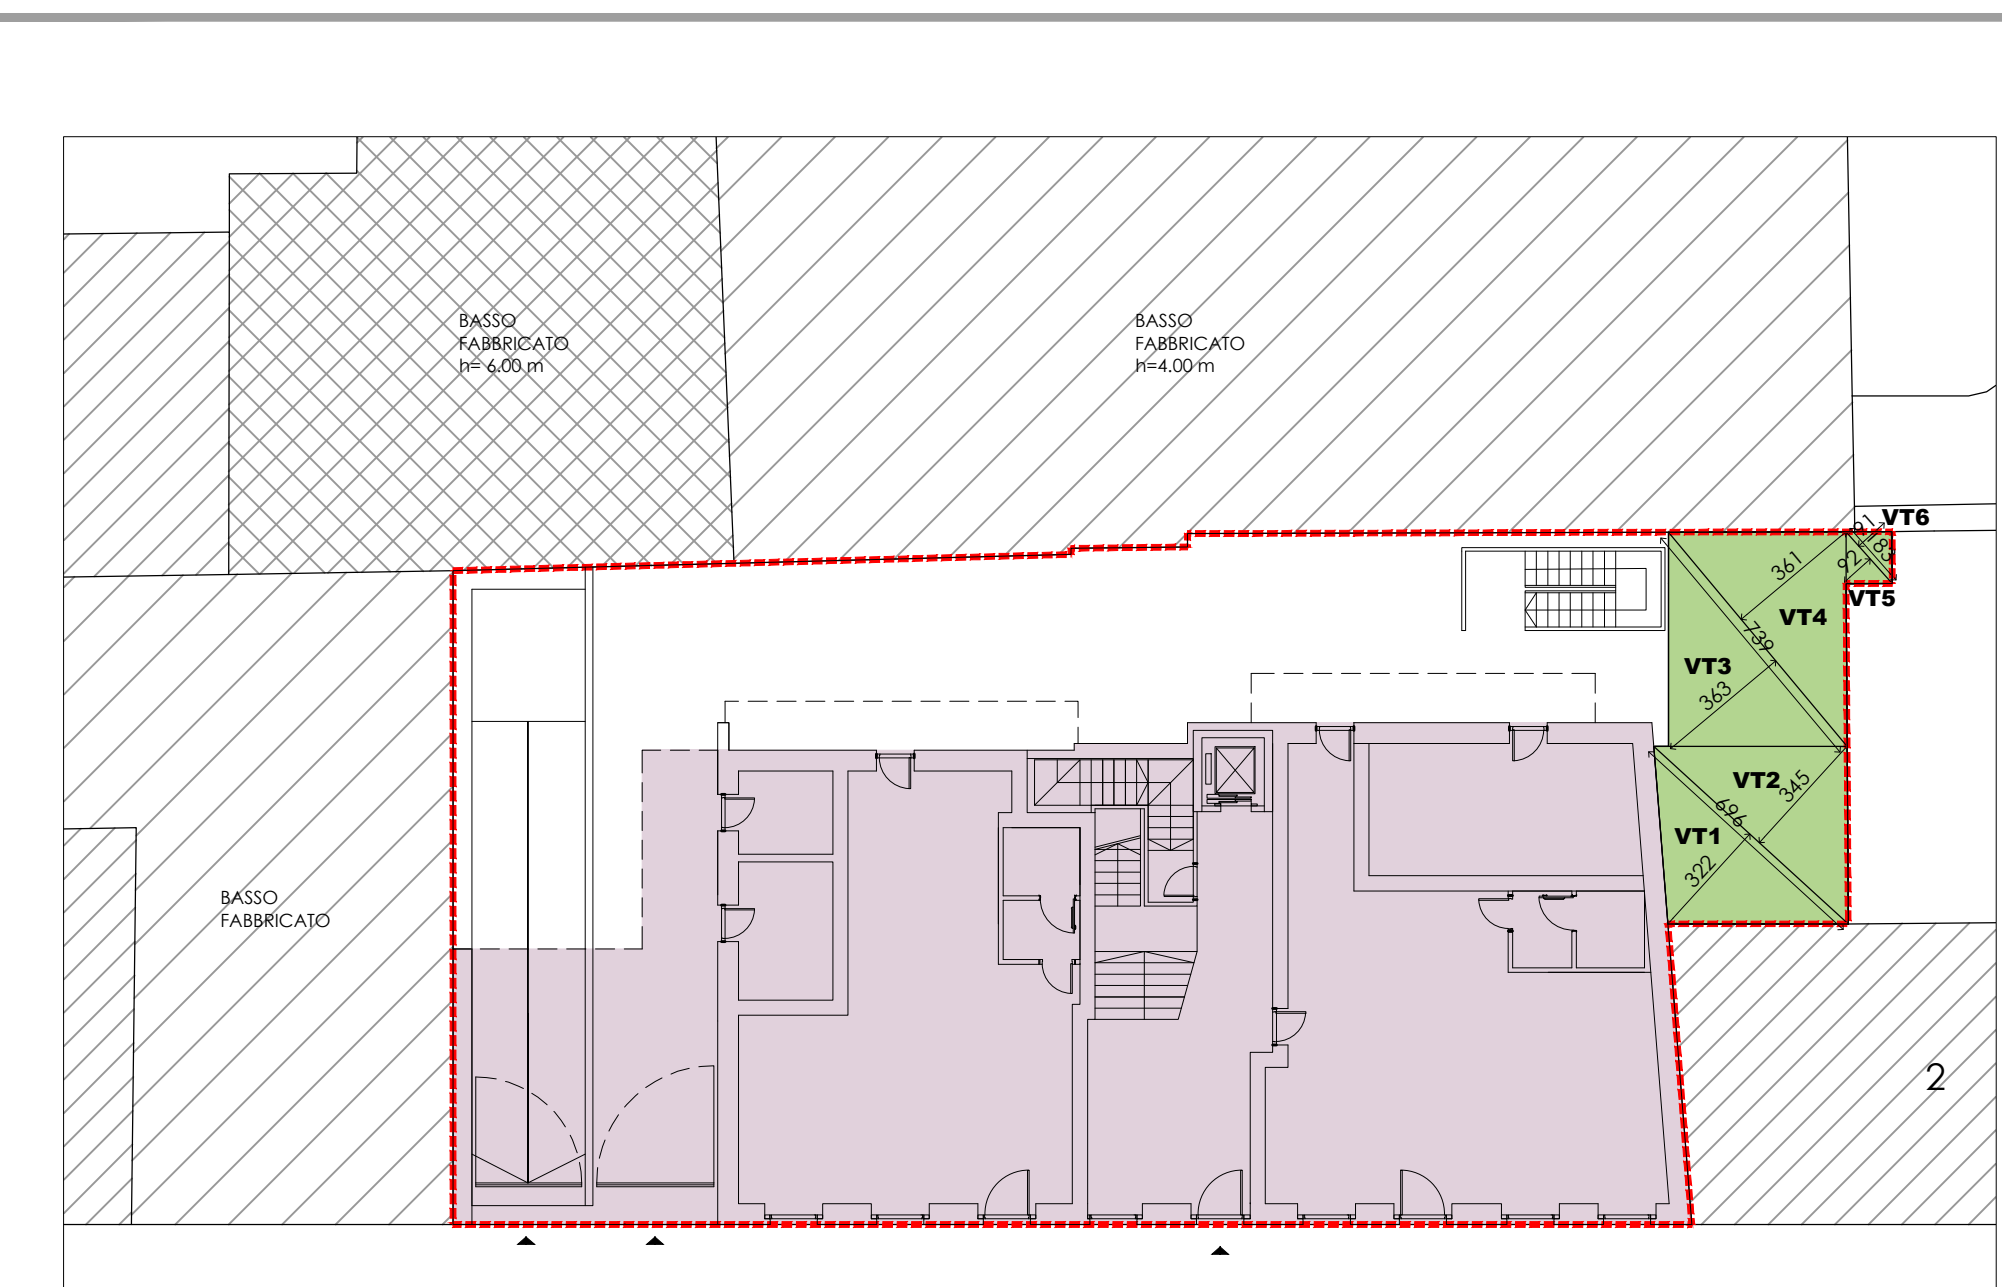 BASSO
FABBRICATO
h= 6.00 m
BASSO
FABBRICATO
h=4.00 m
91
VT6
183
92
VT5
361
VT4
739
VT3
363
VT2
345
696
VT1
322
BASSO
FABBRICATO
2